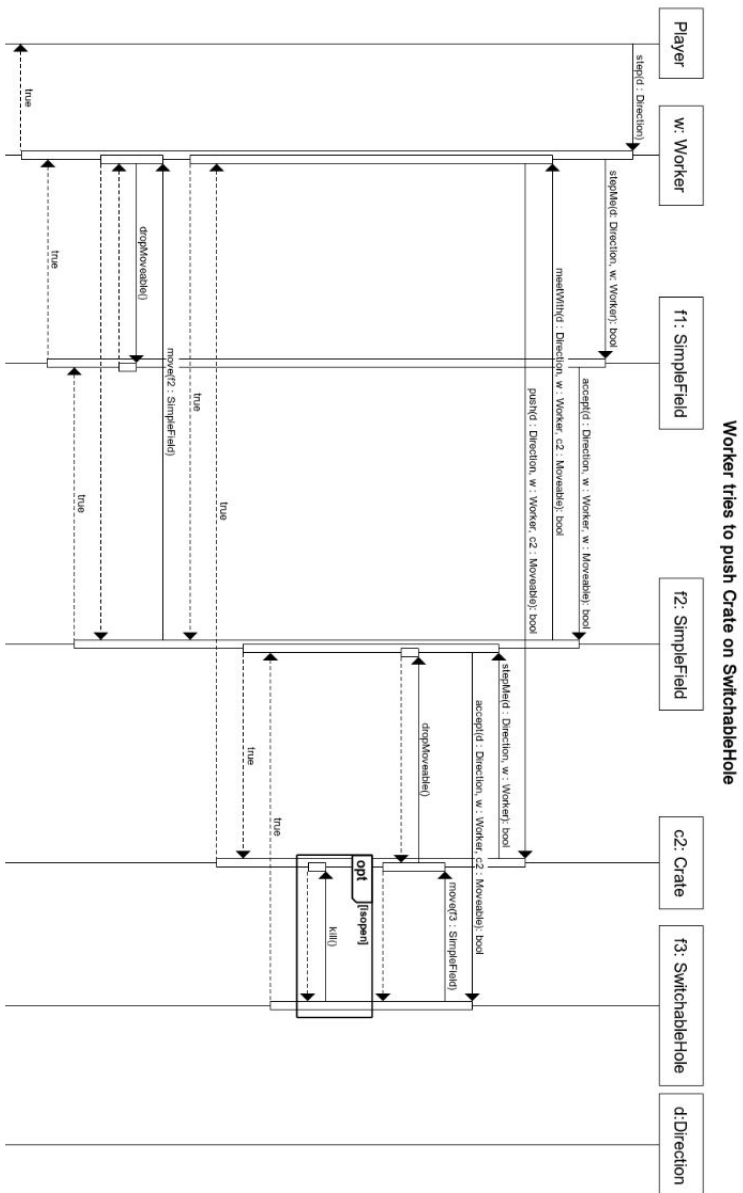 Worker tries to push Crate on SwitchableHole
Player
w: Worker
f1: SimpleField
f2: SimpleField
c2: Crate
f3: SwitchableHole
d:Direction
step(d : Direction)
stepMe(d: Direction, w: Worker): bool
accept(d : Direction, w : Worker, w : Moveable): bool
meetWith(d : Direction, w : Worker, c2 : Moveable): bool
push(d : Direction, w : Worker, c2 : Moveable): bool
stepMe(d : Direction, w : Worker): bool
accept(d : Direction, w : Worker, c2 : Moveable): bool
move(f3 : SimpleField)
dropMoveable()
opt
[isopen]
kill()
true
true
true
true
move(f2 : SimpleField)
dropMoveable()
true
true
true